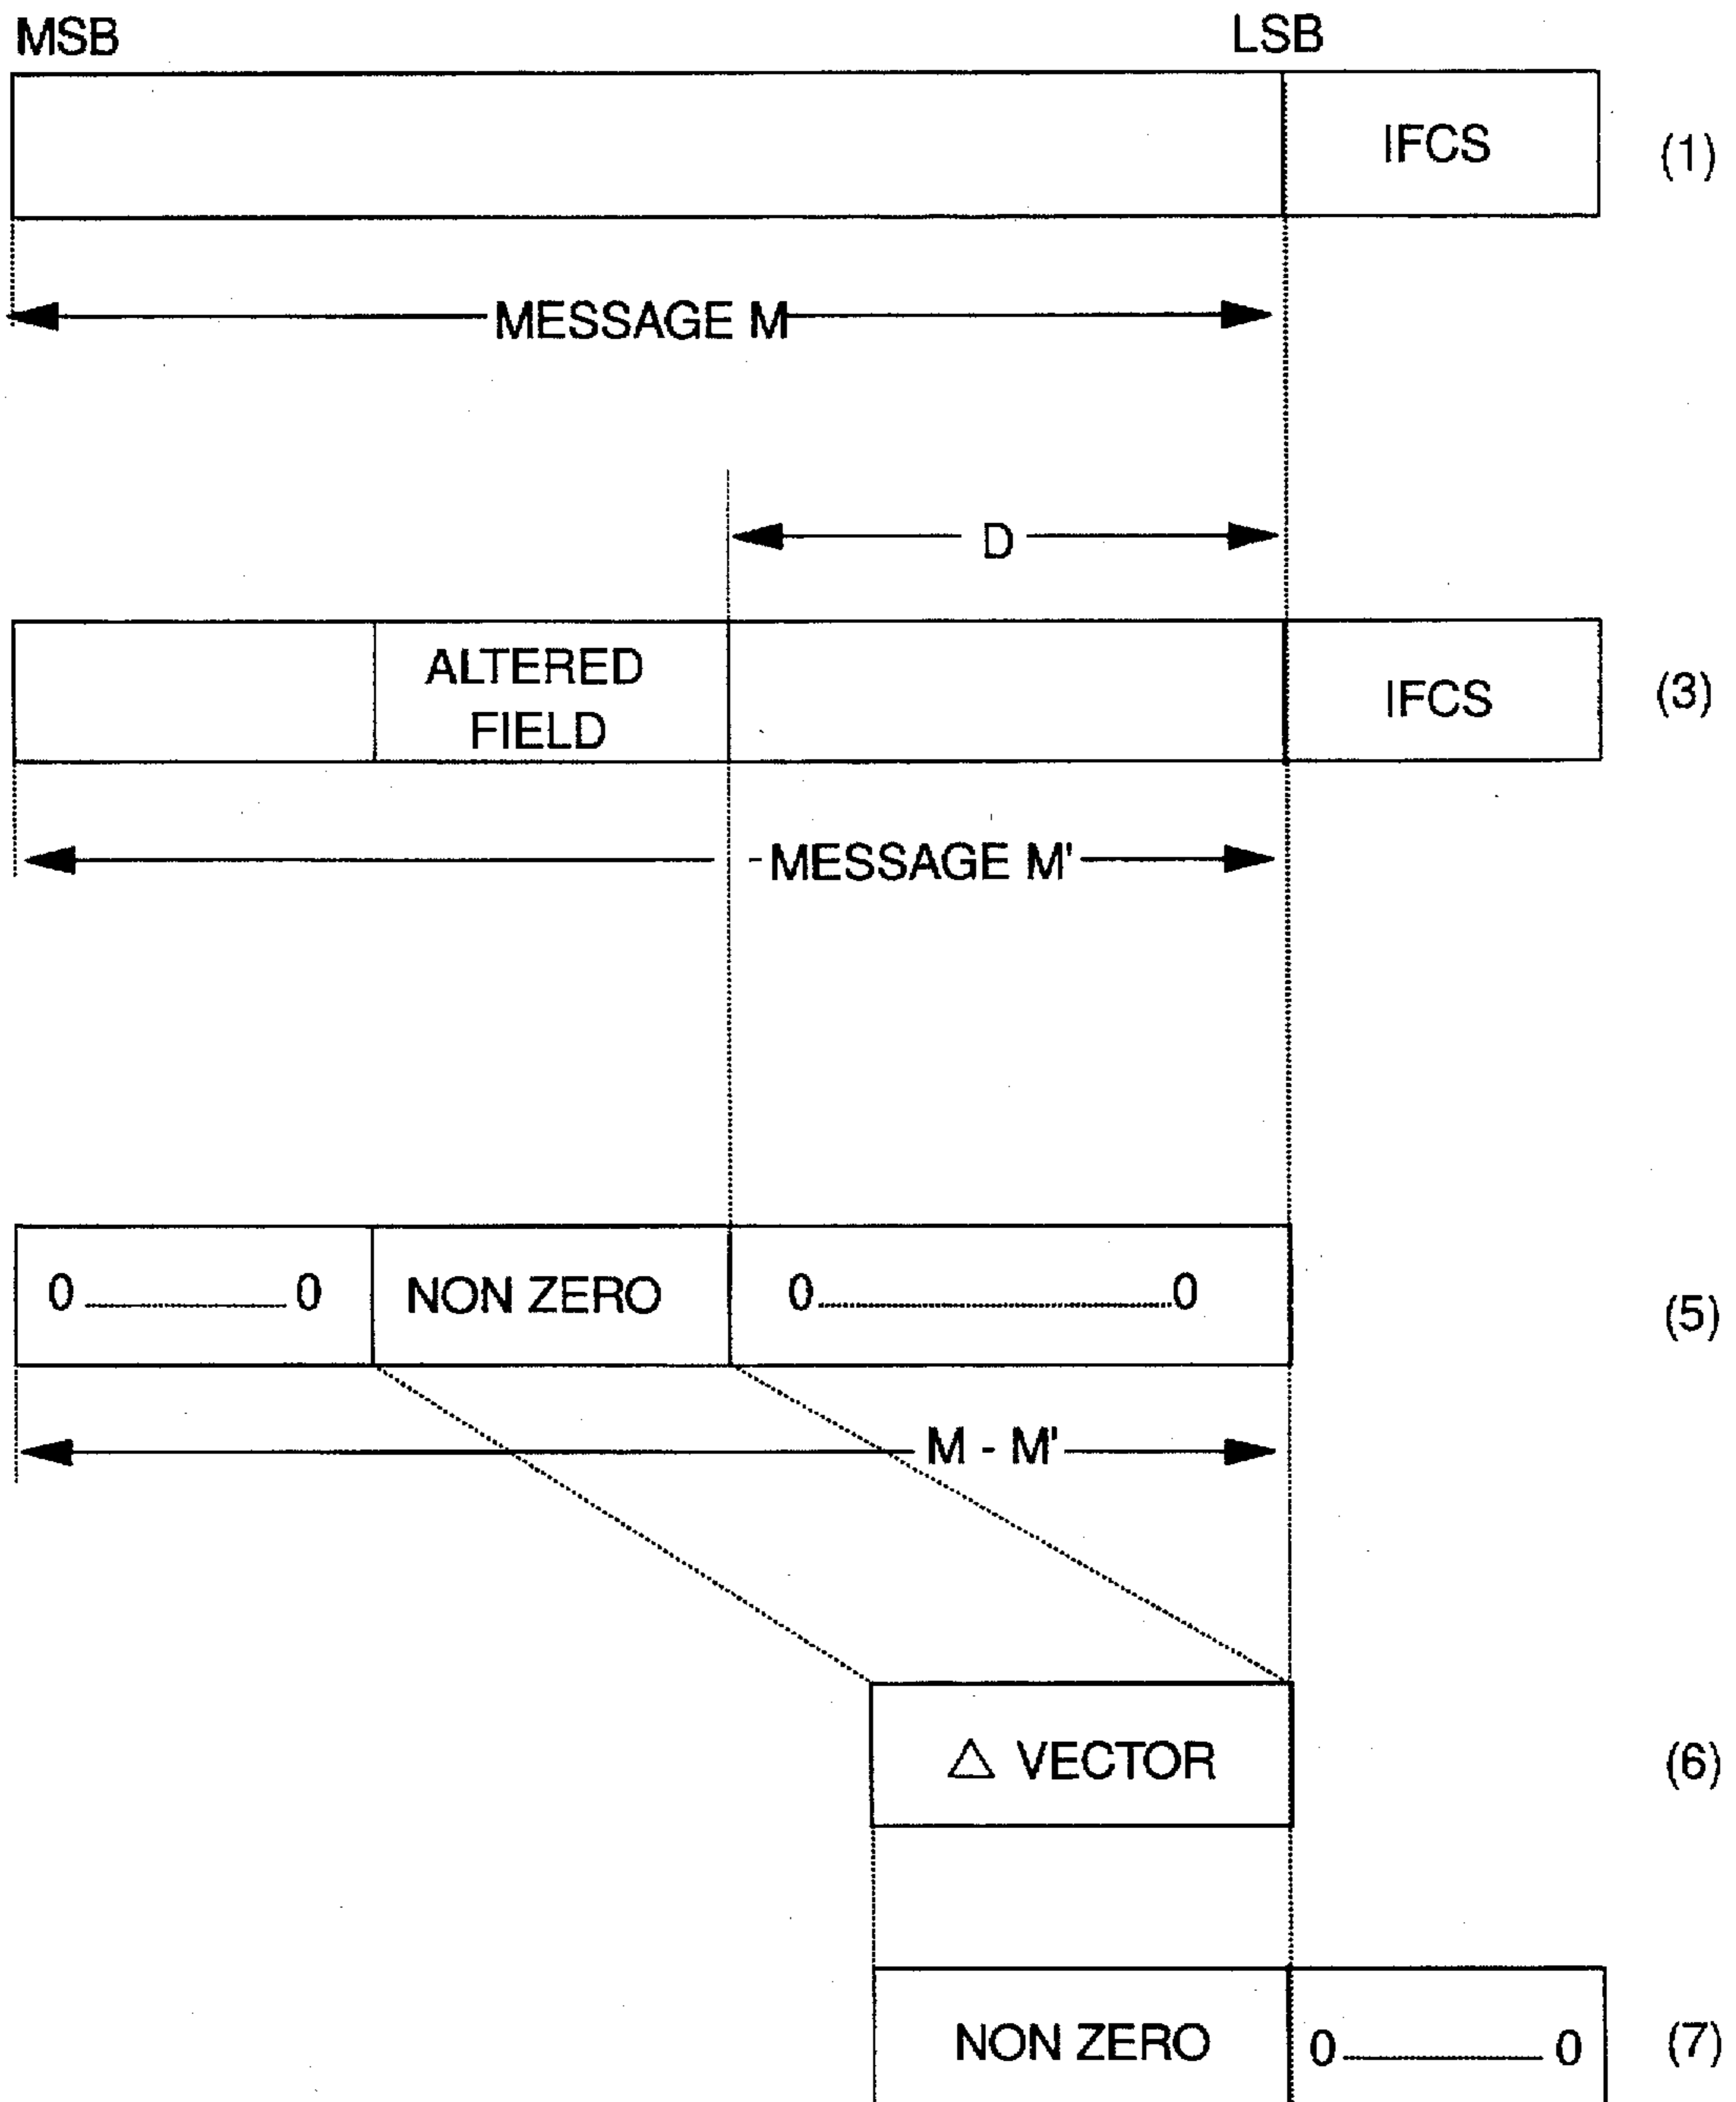 MSB LSB
IFCS (1)
MESSAGE M
D
ALTERED
FIELD
IFCS (3)
MESSAGE M'
0 0 NON ZERO 0 0 (5)
M - M'
△ VECTOR (6)
NON ZERO 0 0 (7)